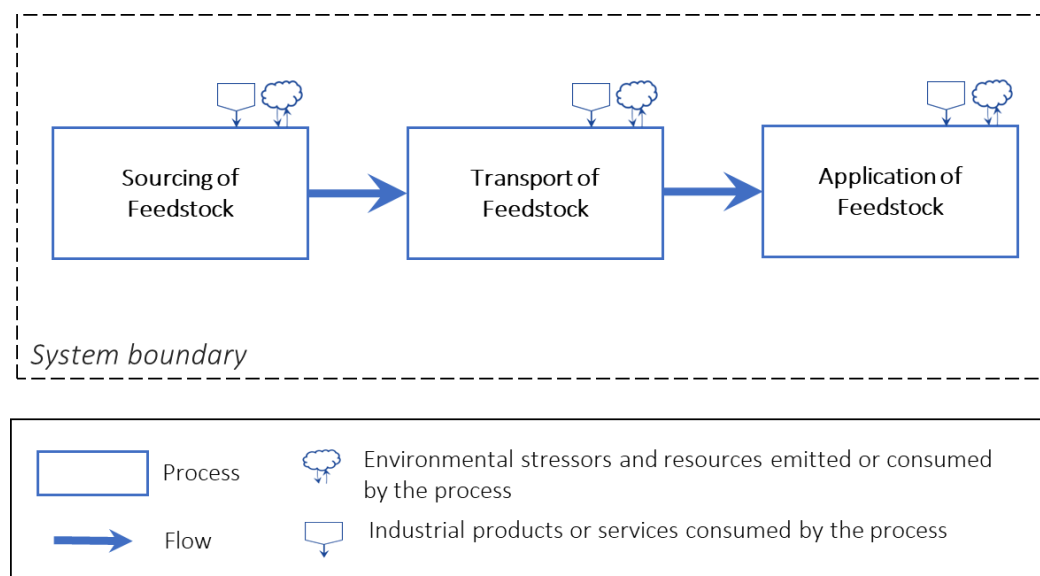 Sourcing of
Feedstock
Transport of
Feedstock
Application of
Feedstock
System boundary
Process
Environmental stressors and resources emitted or consumed
by the process
Flow
Industrial products or services consumed by the process